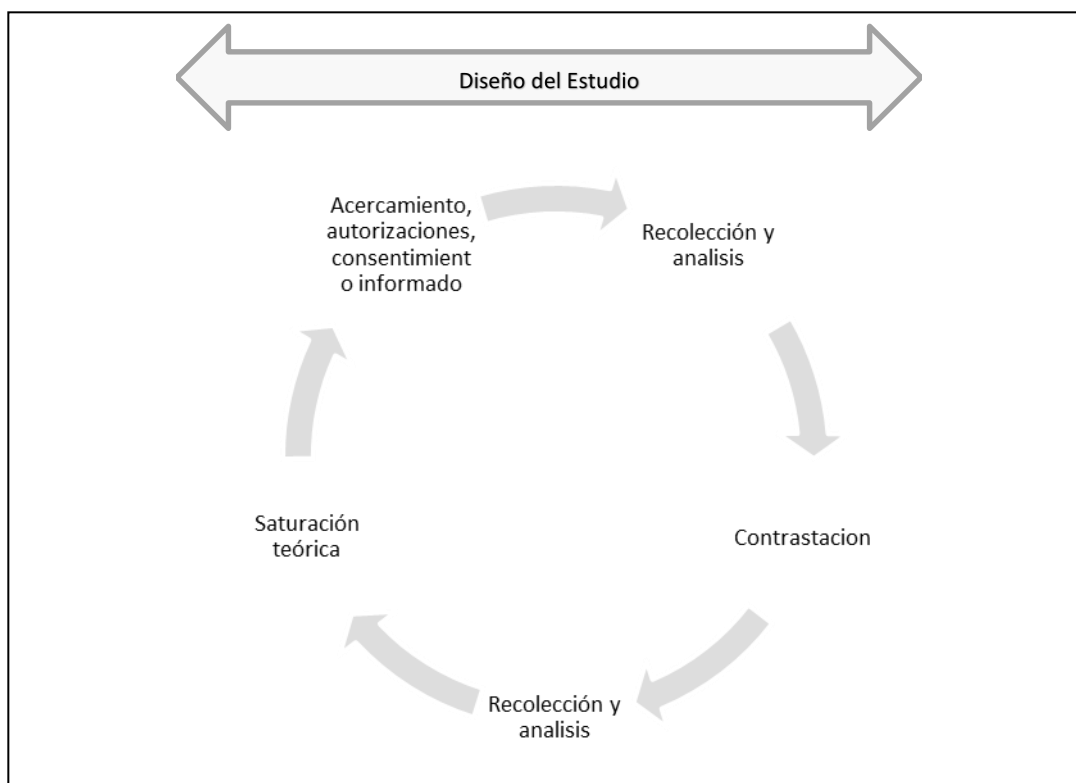 Diseño del Estudio
Acercamiento,
autorizaciones,
consentimient
o informado
Recolección y
analisis
Contrastacion
Recolección y
analisis
Saturación
teórica